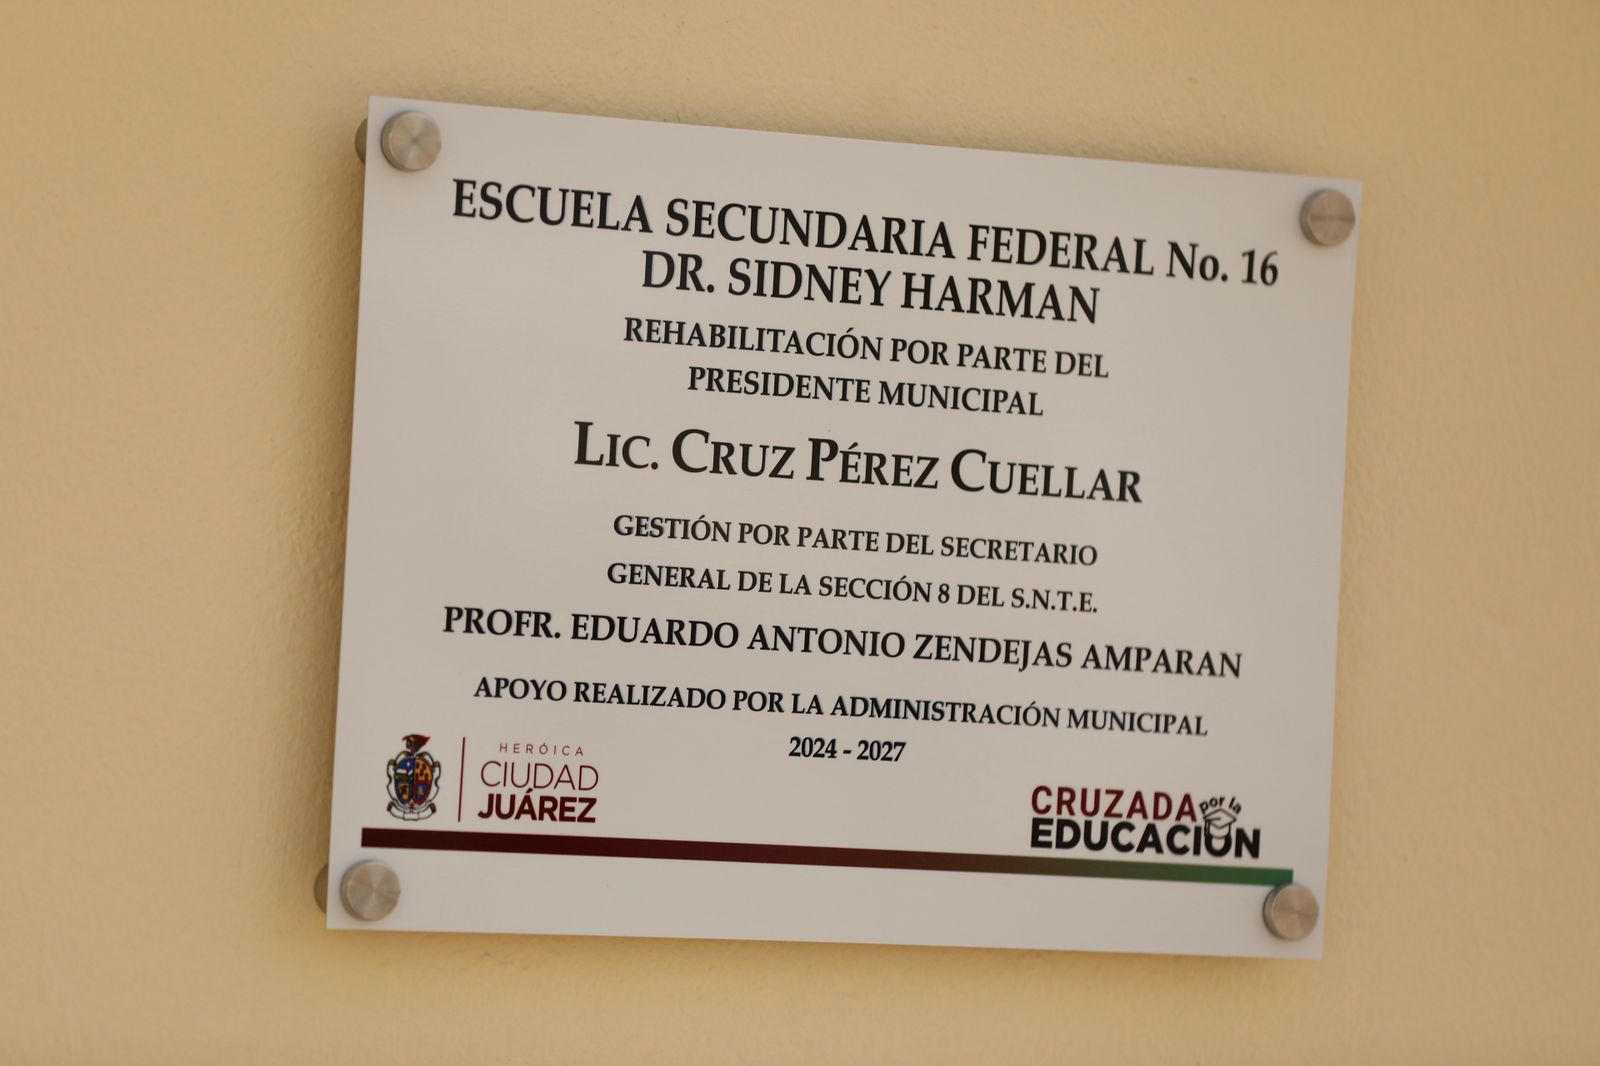 ESCUELA SECUNDARIA FEDERAL No. 16
DR. SIDNEY HARMAN
REHABILITACIÓN POR PARTE DEL
PRESIDENTE MUNICIPAL
LIC. CRUZ PÉREZ CUELLAR
GESTIÓN POR PARTE DEL SECRETARIO
GENERAL DE LA SECCIÓN 8 DEL S.N.T.E.
PROFR. EDUARDO ANTONIO ZENDEJAS AMPARAN
APOYO REALIZADO POR LA ADMINISTRACIÓN MUNICIPAL
2024 - 2027
HERÓICA
CIUDAD
JUÁREZ
CRUZADA por la
EDUCACIÓN